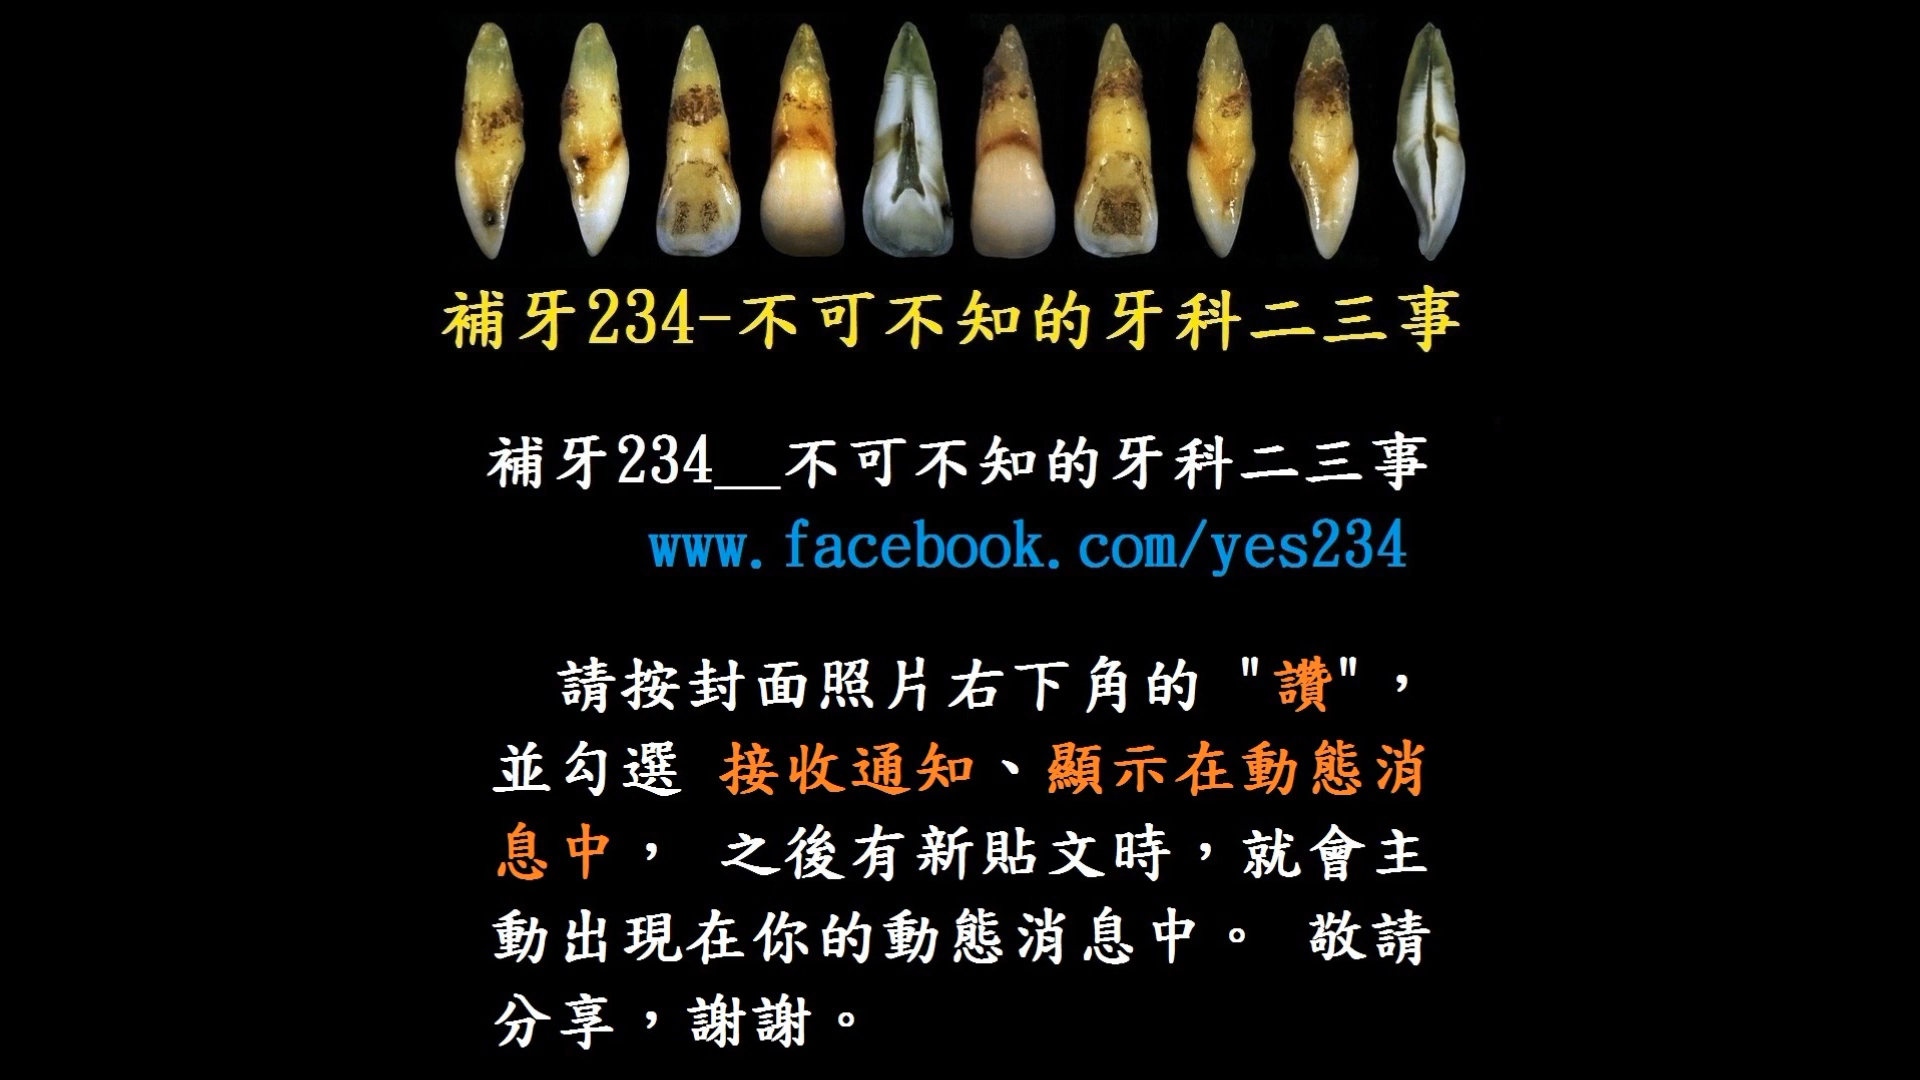 補牙234-不可不知的牙科二三事
補牙234__不可不知的牙科二三事
www.facebook.com/yes234
請按封面照片右下角的 "讚"，
並勾選 接收通知、顯示在動態消
息中， 之後有新貼文時，就會主
動出現在你的動態消息中。 敬請
分享，謝謝。